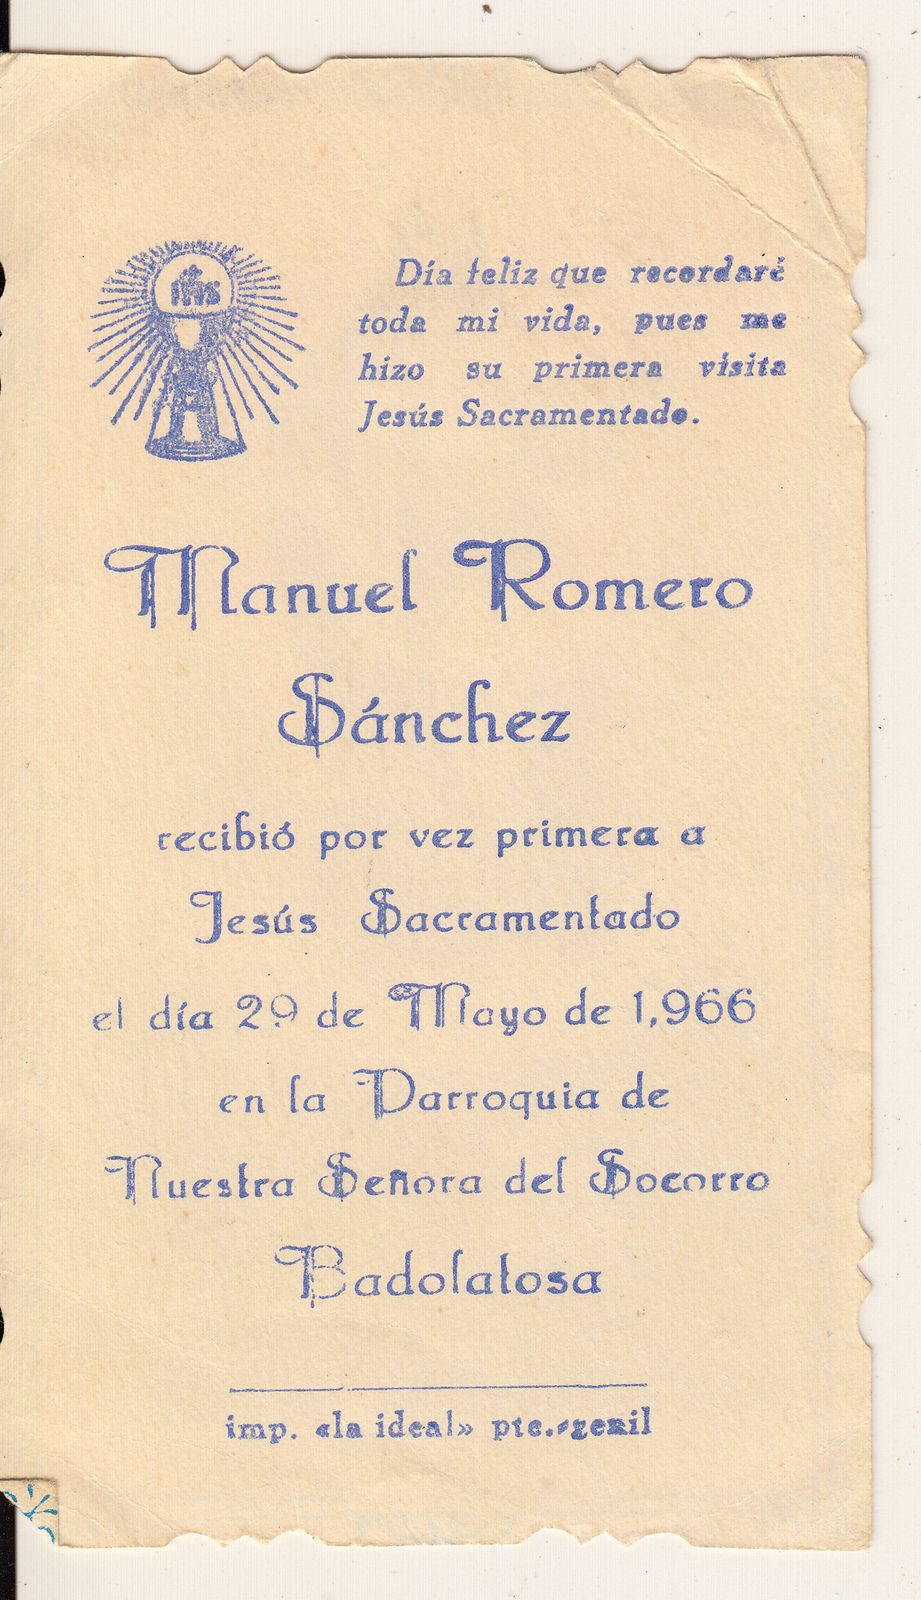 IHS
Día feliz que recordaré
toda mi vida, pues me
hizo su primera visita
Jesús Sacramentado.
Manuel Romero
Sánchez
recibió por vez primera a
Jesús Sacramentado
el día 29 de Mayo de 1,966
en la Parroquia de
Nuestra Señora del Socorro
Badolatosa
imp. «la ideal» pte.-genil